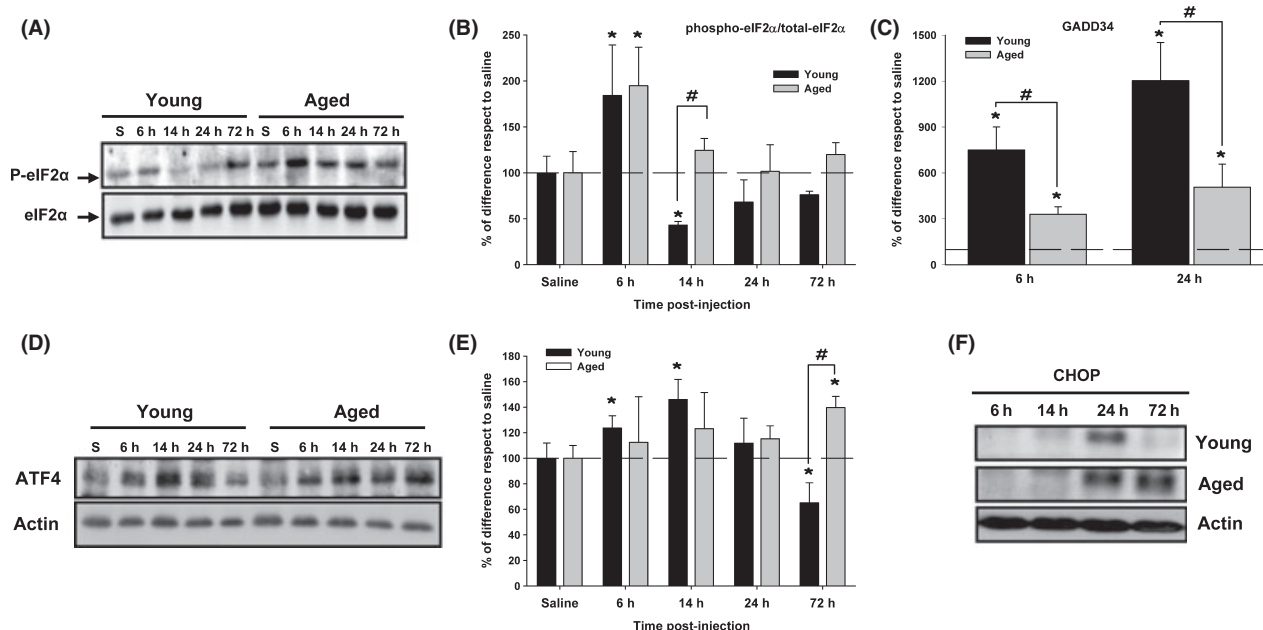 (A)
Young Aged
S 6 h 14 h 24 h 72 h S 6 h 14 h 24 h 72 h
P-eIF2α
eIF2α
(B)
phospho-eIF2α/total-eIF2α
% of difference respect to saline
250
200
150
100
50
0
* *
#
*
Young
Aged
Saline 6 h 14 h 24 h 72 h
Time post-injection
(C)
GADD34
% of difference respect to saline
1500
1200
900
600
300
0
Young
Aged
#
*
*
#
*
*
6 h 24 h
(D)
Young Aged
S 6 h 14 h 24 h 72 h S 6 h 14 h 24 h 72 h
ATF4
Actin
(E)
% of difference respect to saline
180
160
140
120
100
80
60
40
20
0
Young
Aged
*
*
#
*
*
Saline 6 h 14 h 24 h 72 h
Time post-injection
(F)
CHOP
6 h 14 h 24 h 72 h
Young
Aged
Actin